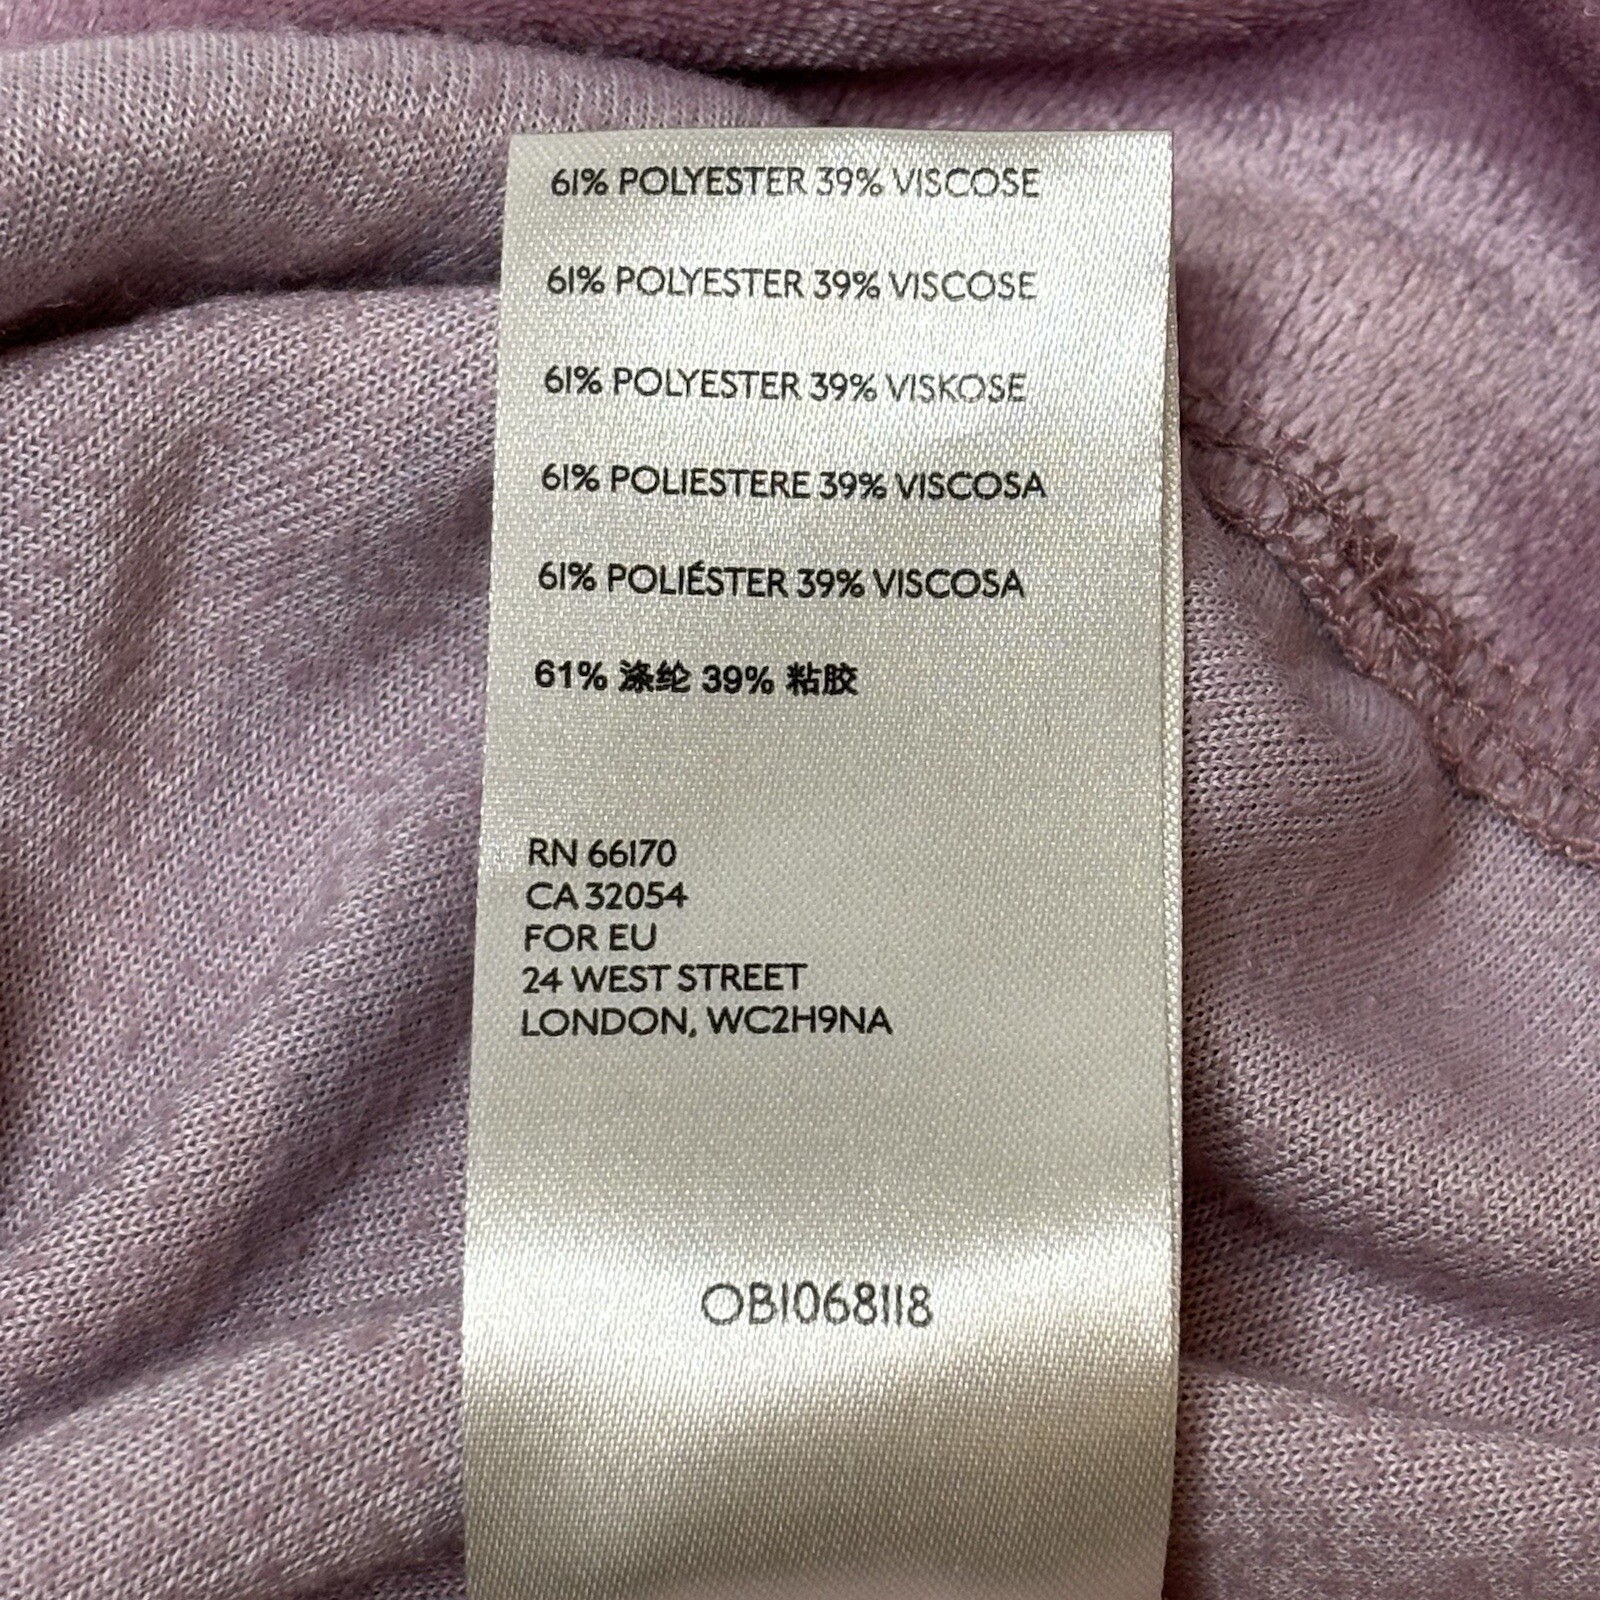 61% POLYESTER 39% VISCOSE
61% POLYESTER 39% VISCOSE
61% POLYESTER 39% VISKOSE
61% POLIESTERE 39% VISCOSA
61% POLIÉSTER 39% VISCOSA
61% 涤纶 39% 粘胶
RN 66170
CA 32054
FOR EU
24 WEST STREET
LONDON, WC2H9NA
OB1068118